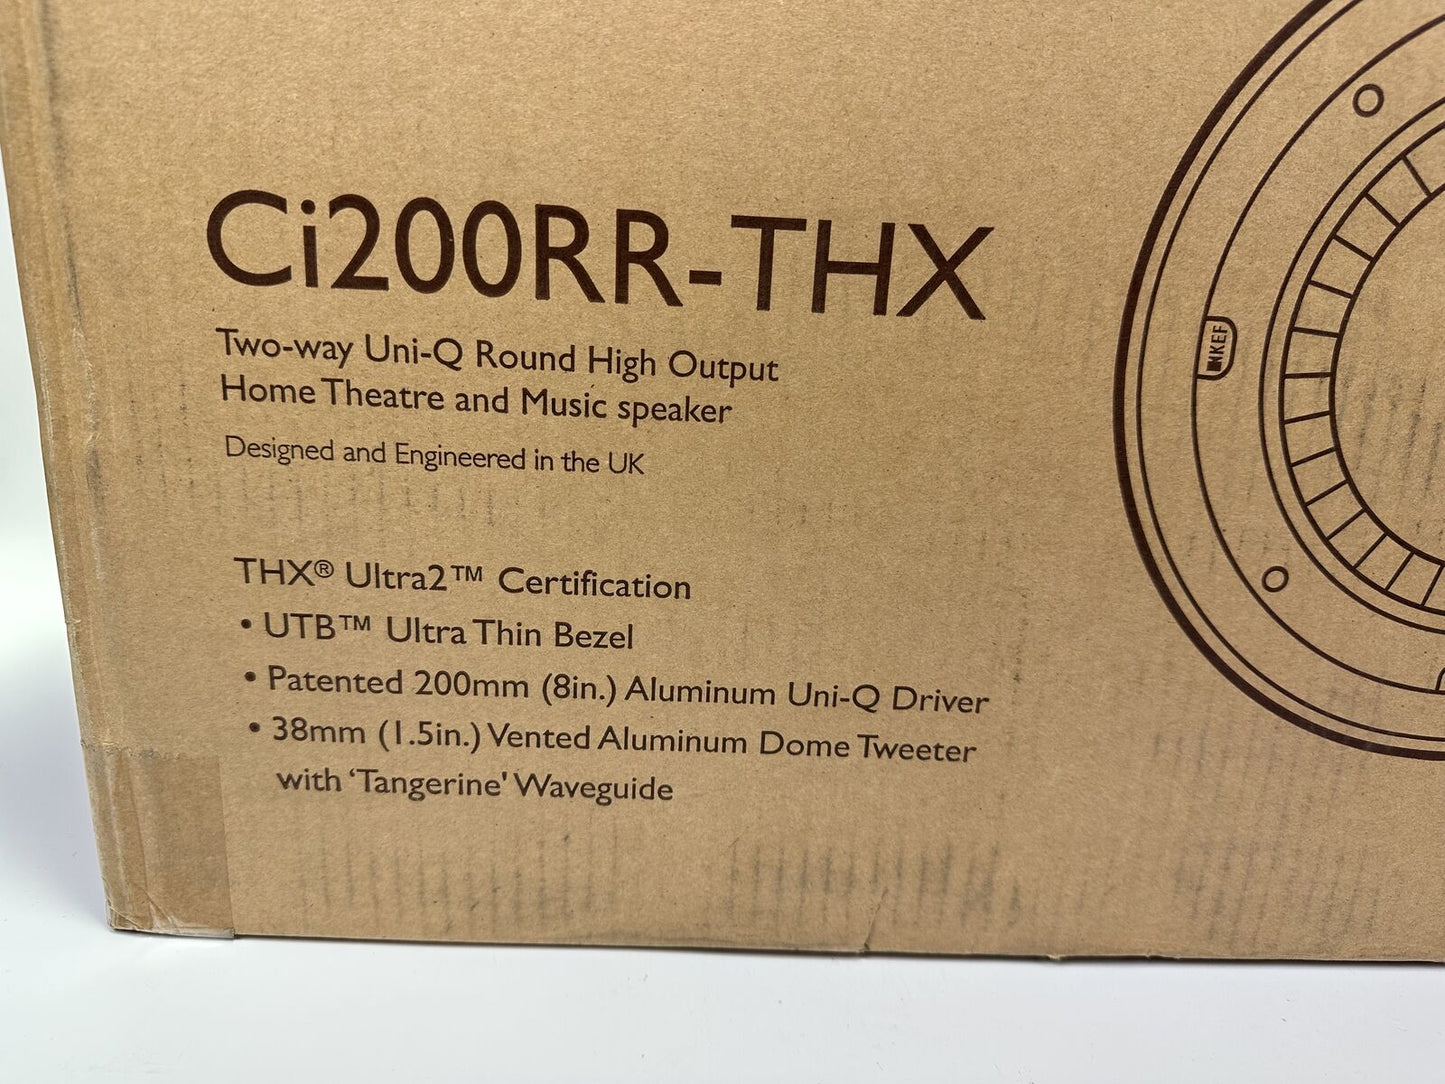 Ci200RR-THX
Two-way Uni-Q Round High Output
Home Theatre and Music speaker
Designed and Engineered in the UK
THX® Ultra2™ Certification
• UTB™ Ultra Thin Bezel
• Patented 200mm (8in.) Aluminum Uni-Q Driver
• 38mm (1.5in.) Vented Aluminum Dome Tweeter
with ‘Tangerine' Waveguide
KEF